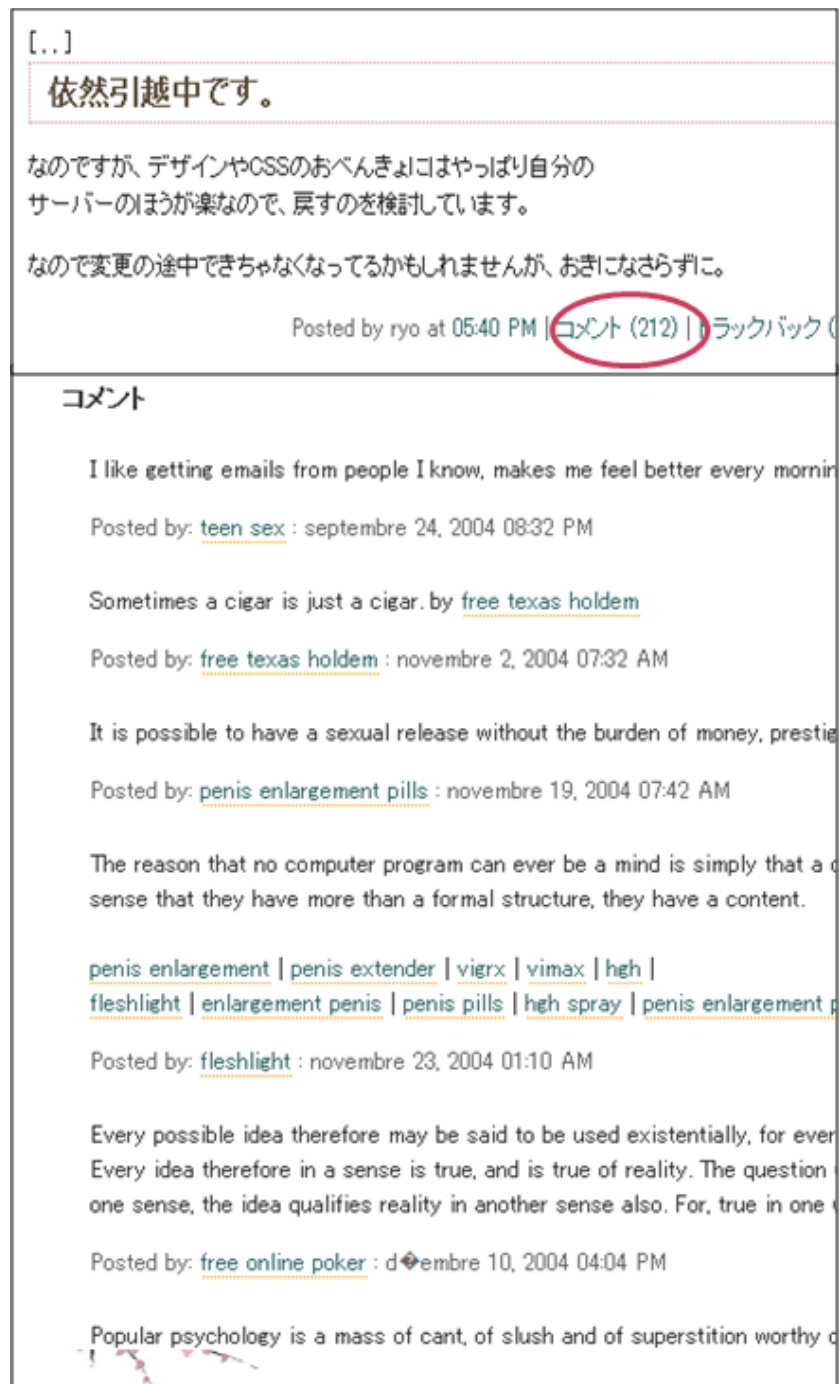 [..]
依然引越中です。
なのですが、デザインやCSSのおべんきょにはやっぱり自分の
サーバーのほうが楽なので、戻すのを検討しています。
なので変更の途中できちゃなくなってるかもしれませんが、おきになさらずに。
Posted by ryo at 05:40 PM | コメント (212) | トラックバック (
コメント
I like getting emails from people I know, makes me feel better every mornin
Posted by: teen sex : septembre 24, 2004 08:32 PM
Sometimes a cigar is just a cigar. by free texas holdem
Posted by: free texas holdem : novembre 2, 2004 07:32 AM
It is possible to have a sexual release without the burden of money, prestig
Posted by: penis enlargement pills : novembre 19, 2004 07:42 AM
The reason that no computer program can ever be a mind is simply that a
sense that they have more than a formal structure, they have a content.
penis enlargement | penis extender | vigrx | vimax | hgh |
fleshlight | enlargement penis | penis pills | hgh spray | penis enlargement
Posted by: fleshlight : novembre 23, 2004 01:10 AM
Every possible idea therefore may be said to be used existentially, for ever
Every idea therefore in a sense is true, and is true of reality. The question
one sense, the idea qualifies reality in another sense also. For, true in one
Posted by: free online poker : d�embre 10, 2004 04:04 PM
Popular psychology is a mass of cant, of slush and of superstition worthy